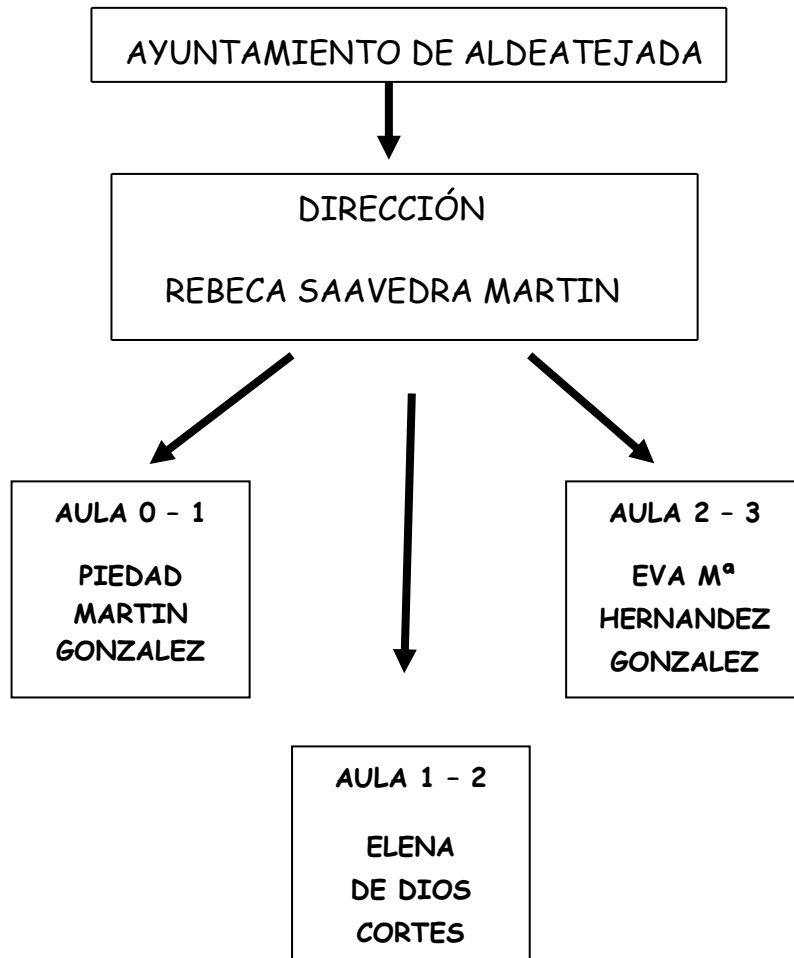 AYUNTAMIENTO DE ALDEATEJADA
DIRECCIÓN
REBECA SAAVEDRA MARTIN
AULA 0 – 1
PIEDAD
MARTIN
GONZALEZ
AULA 2 – 3
EVA Mª
HERNANDEZ
GONZALEZ
AULA 1 – 2
ELENA
DE DIOS
CORTES